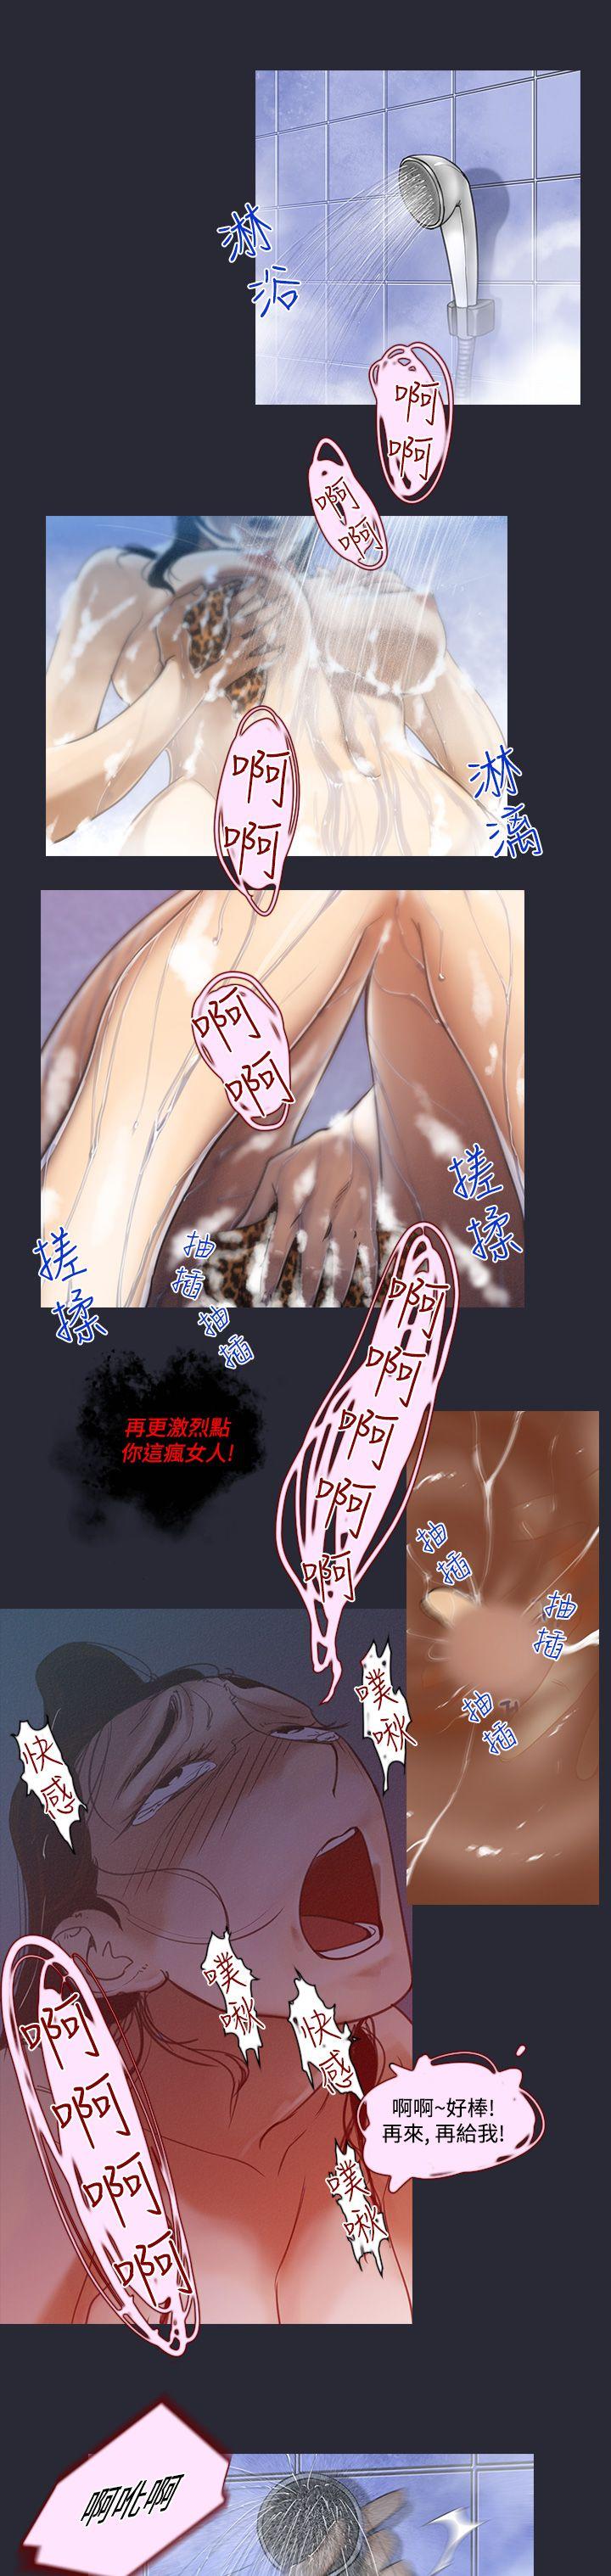 淋浴
啊啊
啊啊
啊啊
淋漓
啊啊
搓揉
搓揉
抽插抽插
啊啊啊啊啊
再更激烈點
你這瘋女人!
抽插
抽插
抽插
噗啾
快感
噗啾
快感
啊啊啊啊
啊啊~好棒!
再來, 再給我!
噗啾
啊吡啊